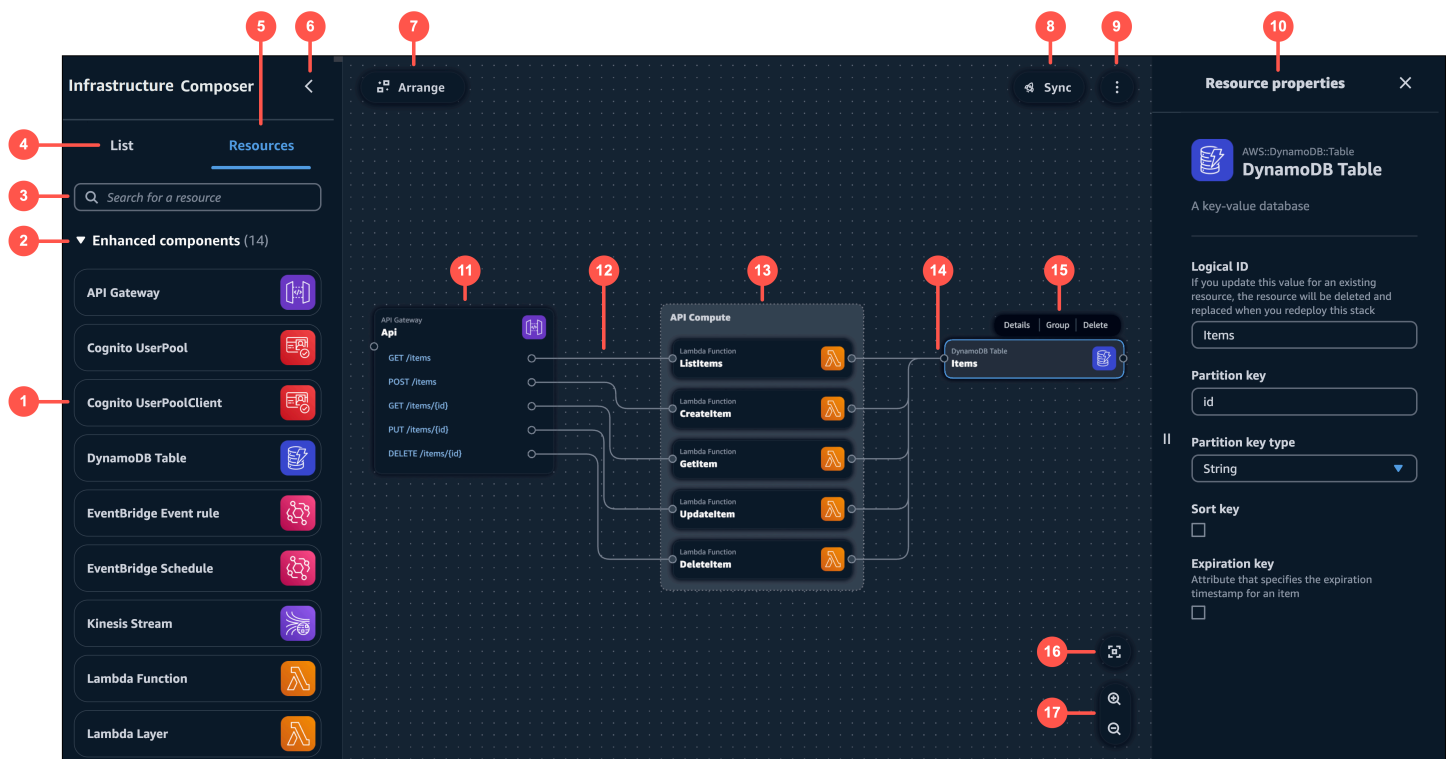 5
6
7
8
9
10
Infrastructure Composer
Arrange
Sync
Resource properties
4
List
Resources
3
Search for a resource
2
Enhanced components (14)
API Gateway
Cognito UserPool
1
Cognito UserPoolClient
DynamoDB Table
EventBridge Event rule
EventBridge Schedule
Kinesis Stream
Lambda Function
Lambda Layer
11
12
13
14
15
API Gateway
Api
GET /items
POST /items
GET /items/{id}
PUT /items/{id}
DELETE /items/{id}
API Compute
Lambda Function
ListItems
Lambda Function
CreateItem
Lambda Function
GetItem
Lambda Function
UpdateItem
Lambda Function
DeleteItem
Details
Group
Delete
DynamoDB Table
Items
16
17
AWS::DynamoDB::Table
DynamoDB Table
A key-value database
Logical ID
If you update this value for an existing
resource, the resource will be deleted and
replaced when you redeploy this stack
Items
Partition key
id
Partition key type
String
Sort key
Expiration key
Attribute that specifies the expiration
timestamp for an item